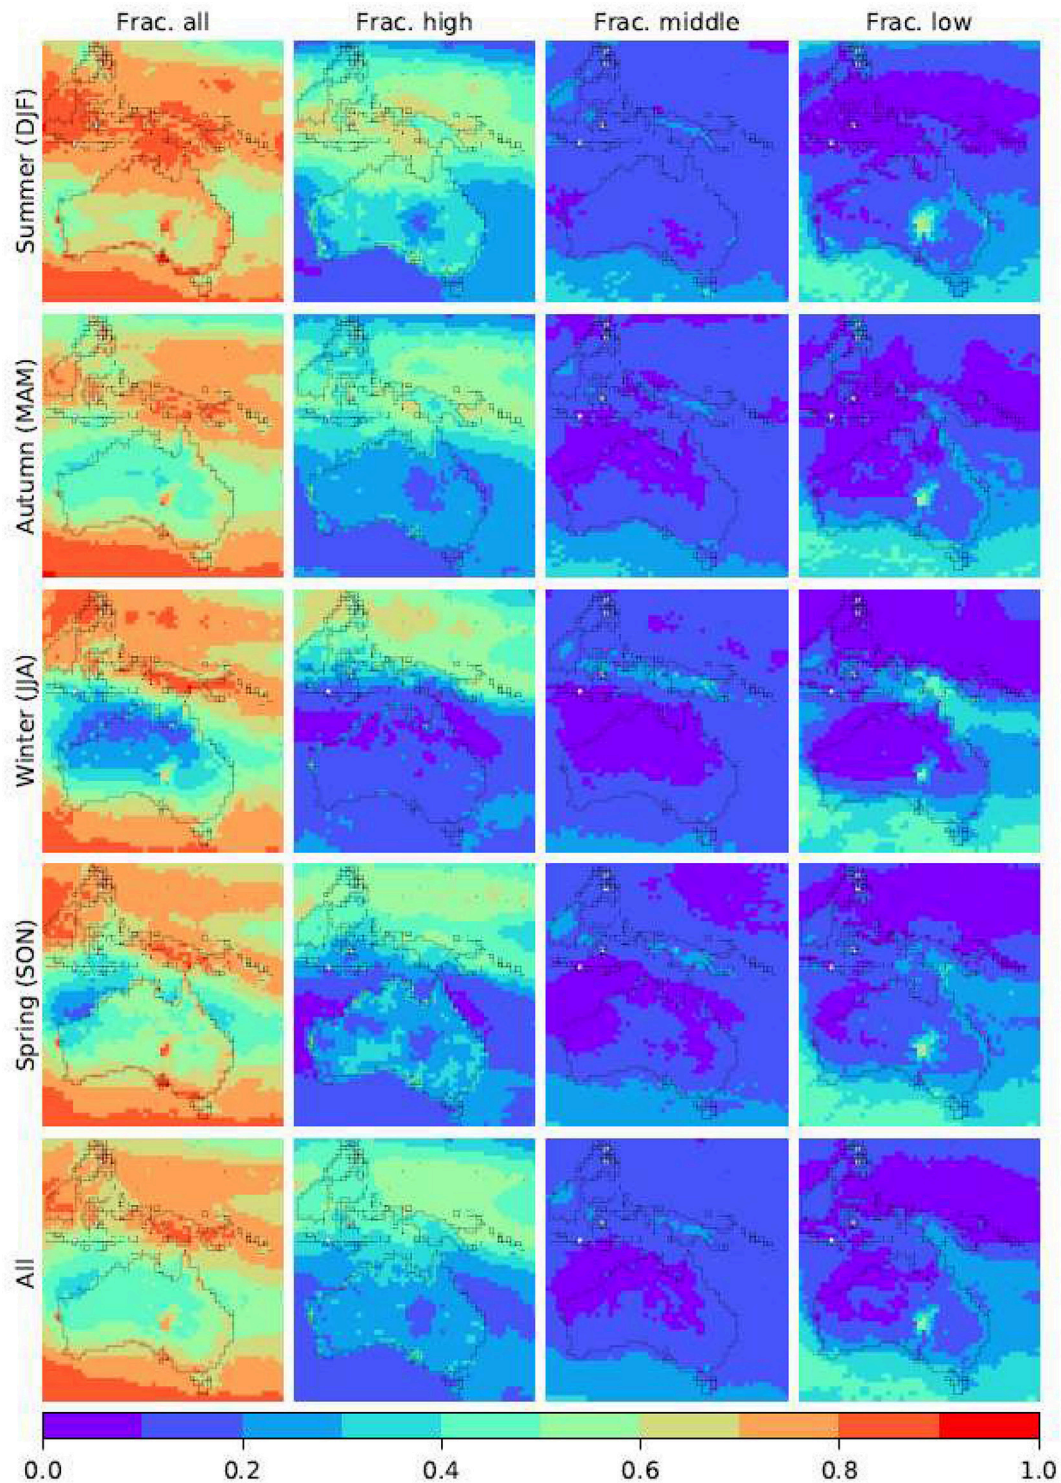 Frac. all Frac. high Frac. middle Frac. low
Summer (DJF)
Autumn (MAM)
Winter (JJA)
Spring (SON)
All
0.0 0.2 0.4 0.6 0.8 1.0